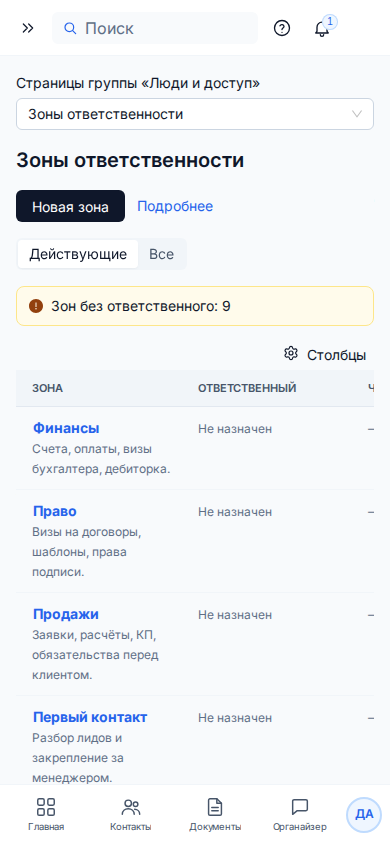 Поиск
1
Страницы группы «Люди и доступ»
Зоны ответственности
Зоны ответственности
Новая зона
Подробнее
Действующие
Все
Зон без ответственного: 9
Столбцы
ЗОНА
ОТВЕТСТВЕННЫЙ
Финансы
Не назначен
–
Счета, оплаты, визы
бухгалтера, дебиторка.
Право
Не назначен
–
Визы на договоры,
шаблоны, права
подписи.
Продажи
Не назначен
–
Заявки, расчёты, КП,
обязательства перед
клиентом.
Первый контакт
Не назначен
–
Разбор лидов и
закрепление за
менеджером.
Главная
Контакты
Документы
Органайзер
ДА